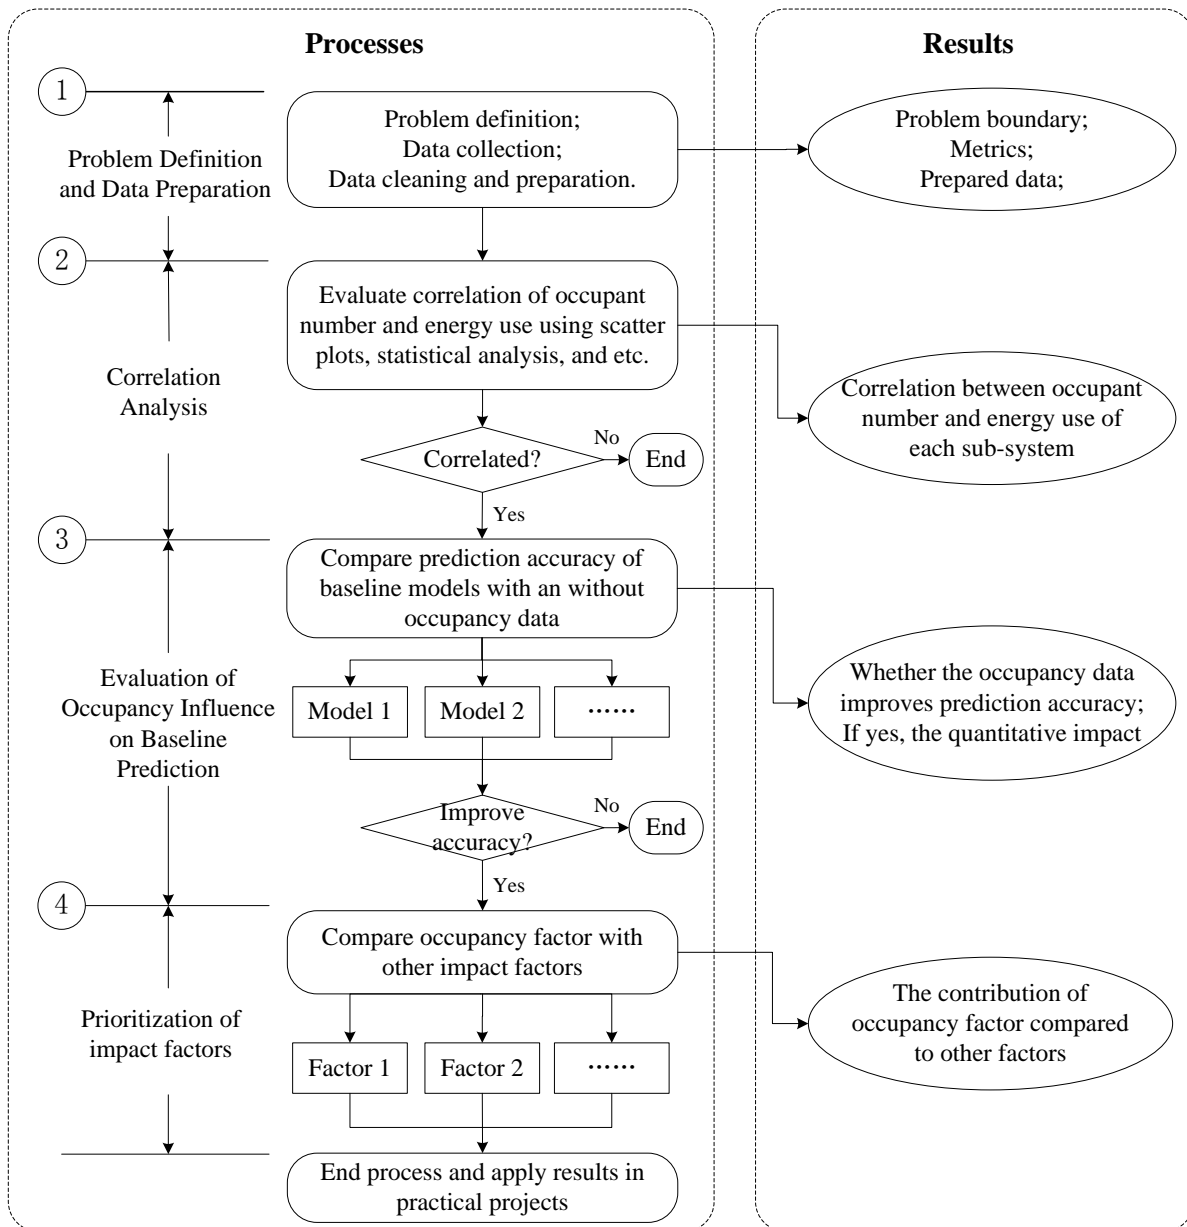 Processes
Results
1
Problem Definition
and Data Preparation
Problem definition;
Data collection;
Data cleaning and preparation.
Problem boundary;
Metrics;
Prepared data;
2
Correlation
Analysis
Evaluate correlation of occupant
number and energy use using scatter
plots, statistical analysis, and etc.
Correlation between occupant
number and energy use of
each sub-system
Correlated?
No
End
Yes
3
Evaluation of
Occupancy Influence
on Baseline
Prediction
Compare prediction accuracy of
baseline models with an without
occupancy data
Model 1
Model 2
……
Whether the occupancy data
improves prediction accuracy;
If yes, the quantitative impact
Improve
accuracy?
No
End
Yes
4
Prioritization of
impact factors
Compare occupancy factor with
other impact factors
Factor 1
Factor 2
……
The contribution of
occupancy factor compared
to other factors
End process and apply results in
practical projects